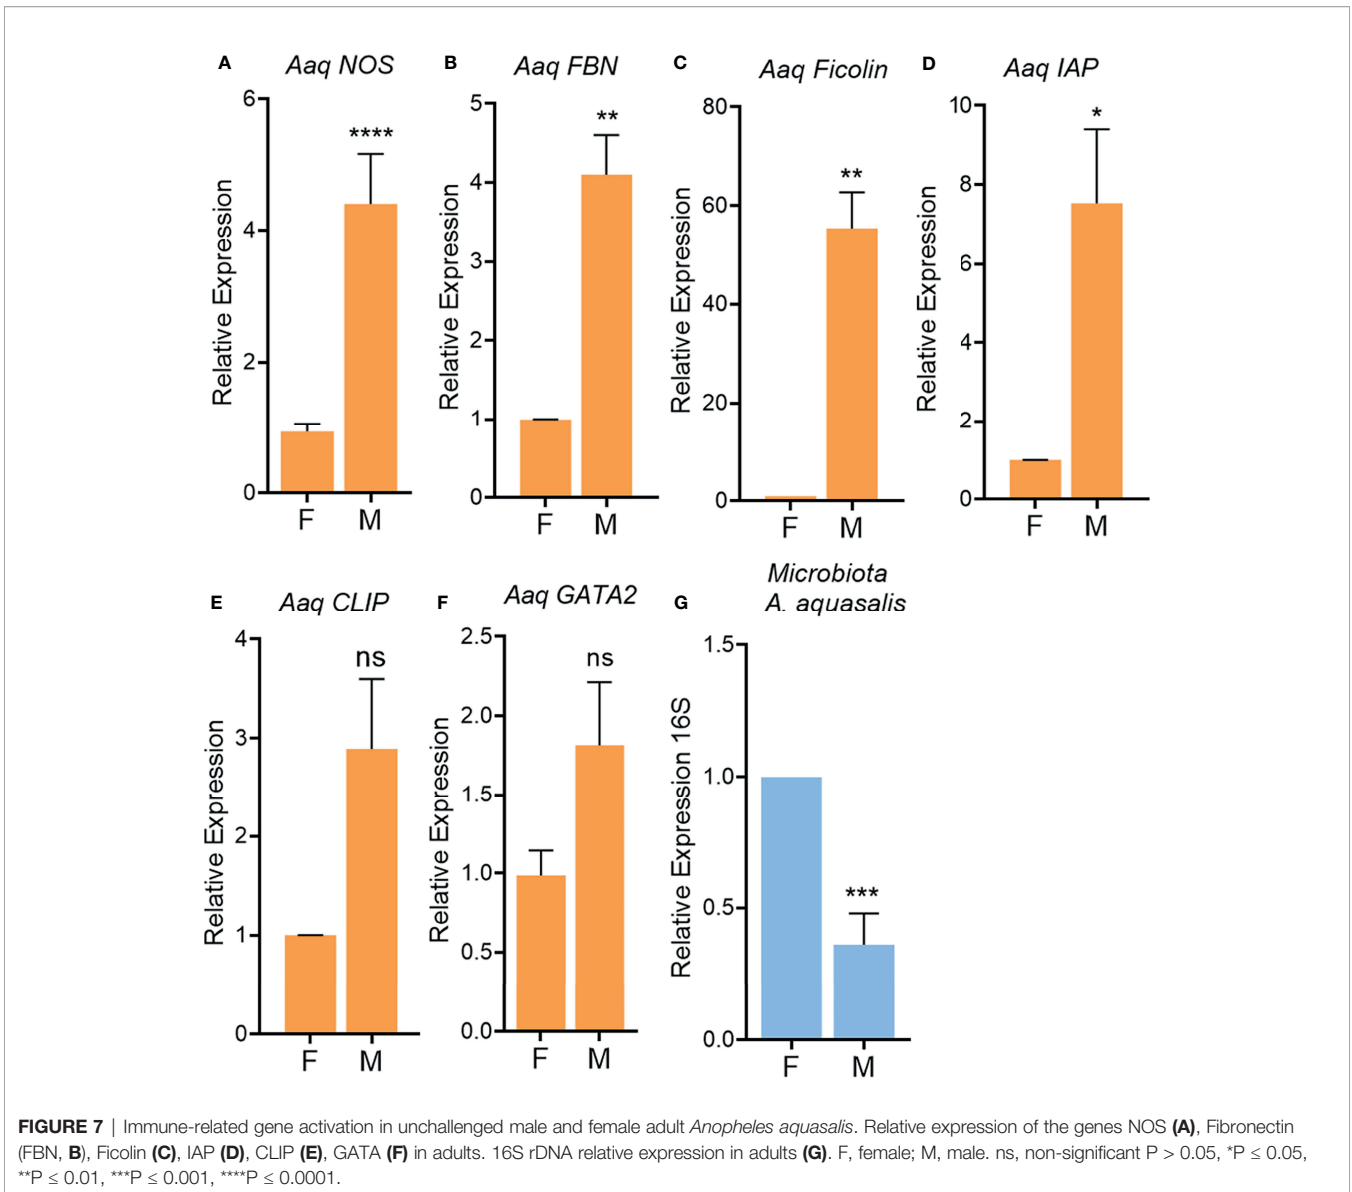 A Aaq NOS
6
4
2
0
Relative Expression
****
F M
B Aaq FBN
5
4
3
2
1
0
Relative Expression
**
F M
C Aaq Ficolin
80
60
40
20
0
Relative Expression
**
F M
D Aaq IAP
10
8
6
4
2
0
Relative Expression
*
F M
E Aaq CLIP
4
3
2
1
0
Relative Expression
ns
F M
F Aaq GATA2
2.5
2.0
1.5
1.0
0.5
0.0
Relative Expression
ns
F M
G Microbiota
A. aquasalis
1.5
1.0
0.5
0.0
Relative Expression 16S
***
F M
FIGURE 7 | Immune-related gene activation in unchallenged male and female adult Anopheles aquasalis. Relative expression of the genes NOS (A), Fibronectin
(FBN, B), Ficolin (C), IAP (D), CLIP (E), GATA (F) in adults. 16S rDNA relative expression in adults (G). F, female; M, male. ns, non-significant P > 0.05, *P ≤ 0.05,
**P ≤ 0.01, ***P ≤ 0.001, ****P ≤ 0.0001.